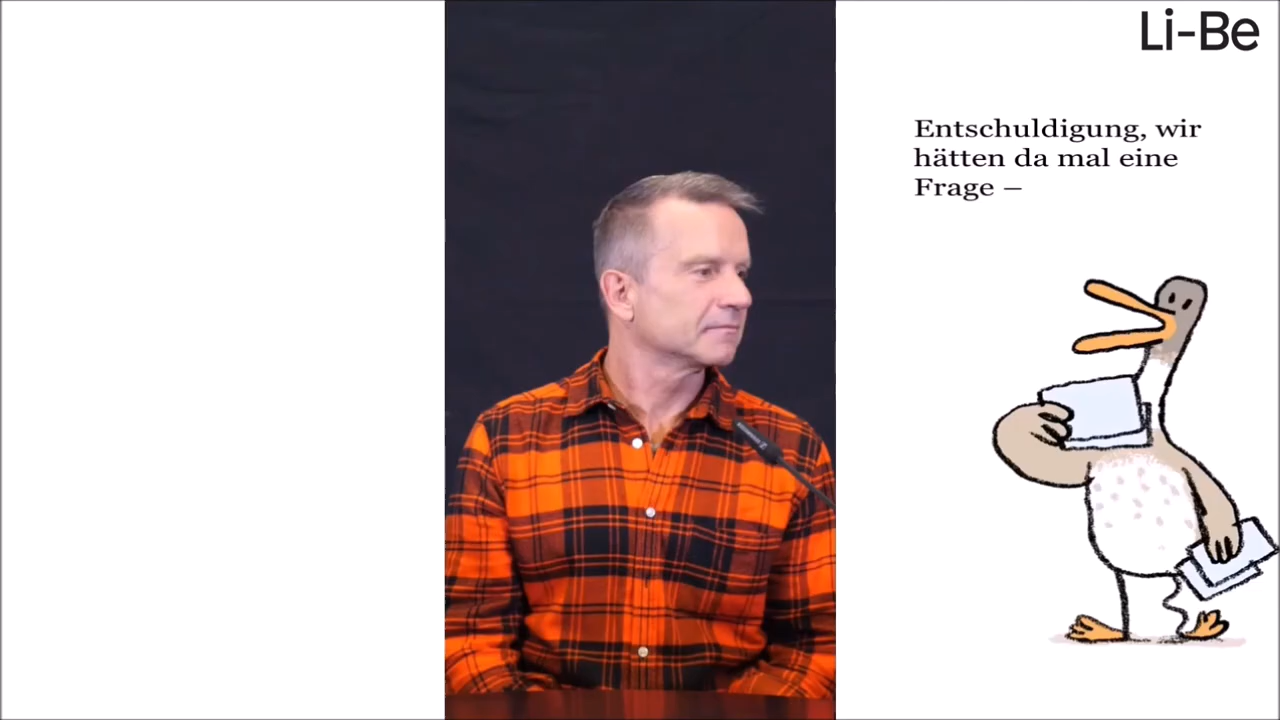 Li-Be
Entschuldigung, wir
hätten da mal eine
Frage –